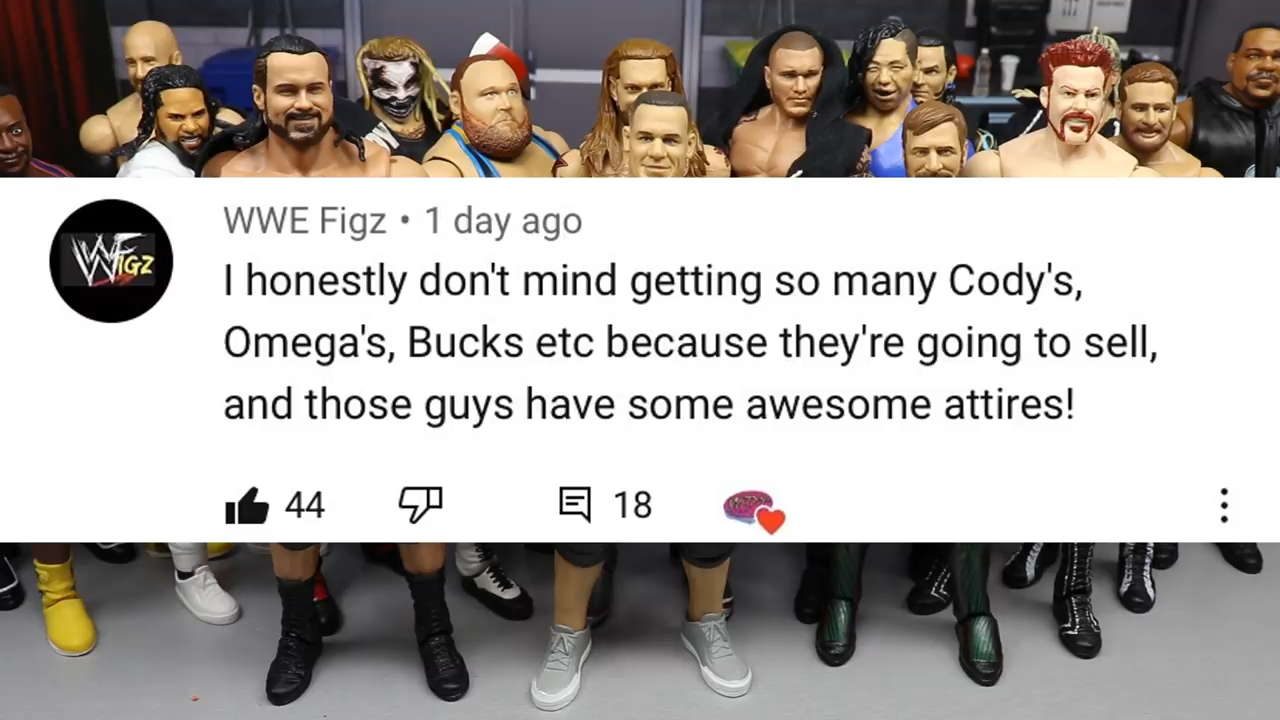 WWE Figz • 1 day ago
I honestly don't mind getting so many Cody's,
Omega's, Bucks etc because they're going to sell,
and those guys have some awesome attires!
44
18